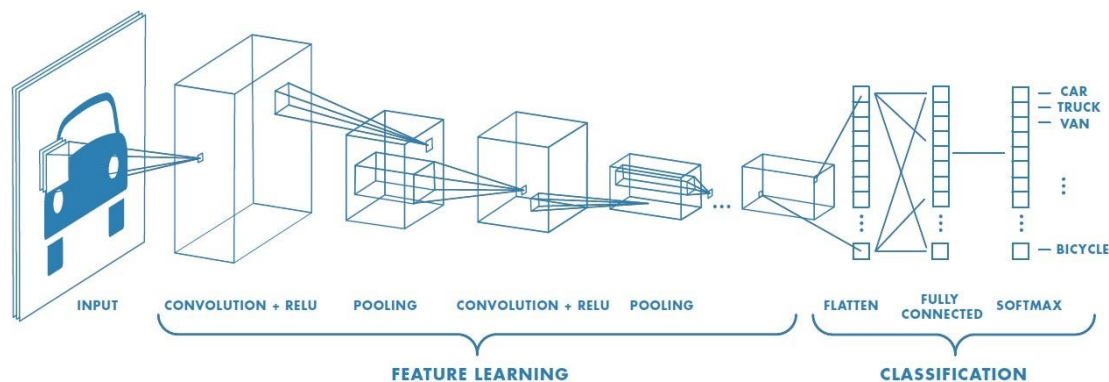 CAR
TRUCK
VAN
...
BICYCLE
INPUT
CONVOLUTION + RELU
POOLING
CONVOLUTION + RELU
POOLING
FLATTEN
FULLY
CONNECTED
SOFTMAX
FEATURE LEARNING
CLASSIFICATION